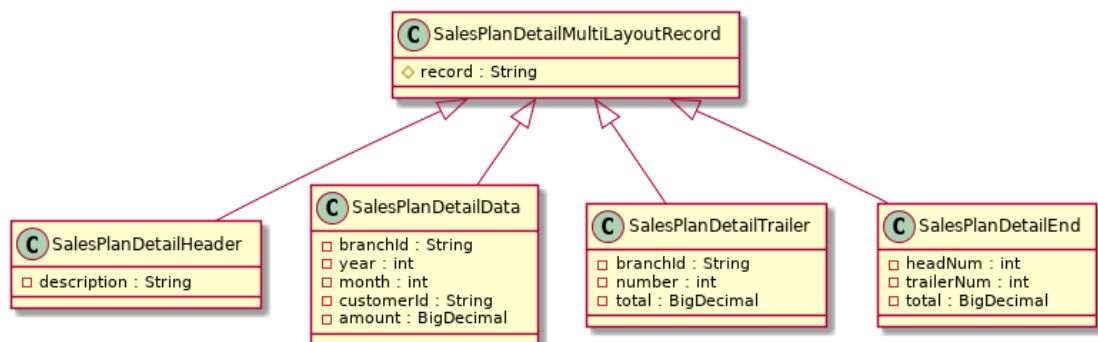 C SalesPlanDetailMultiLayoutRecord
record : String
C SalesPlanDetailHeader
description : String
C SalesPlanDetailData
branchId : String
year : int
month : int
customerId : String
amount : BigDecimal
C SalesPlanDetailTrailer
branchId : String
number : int
total : BigDecimal
C SalesPlanDetailEnd
headNum : int
trailerNum : int
total : BigDecimal